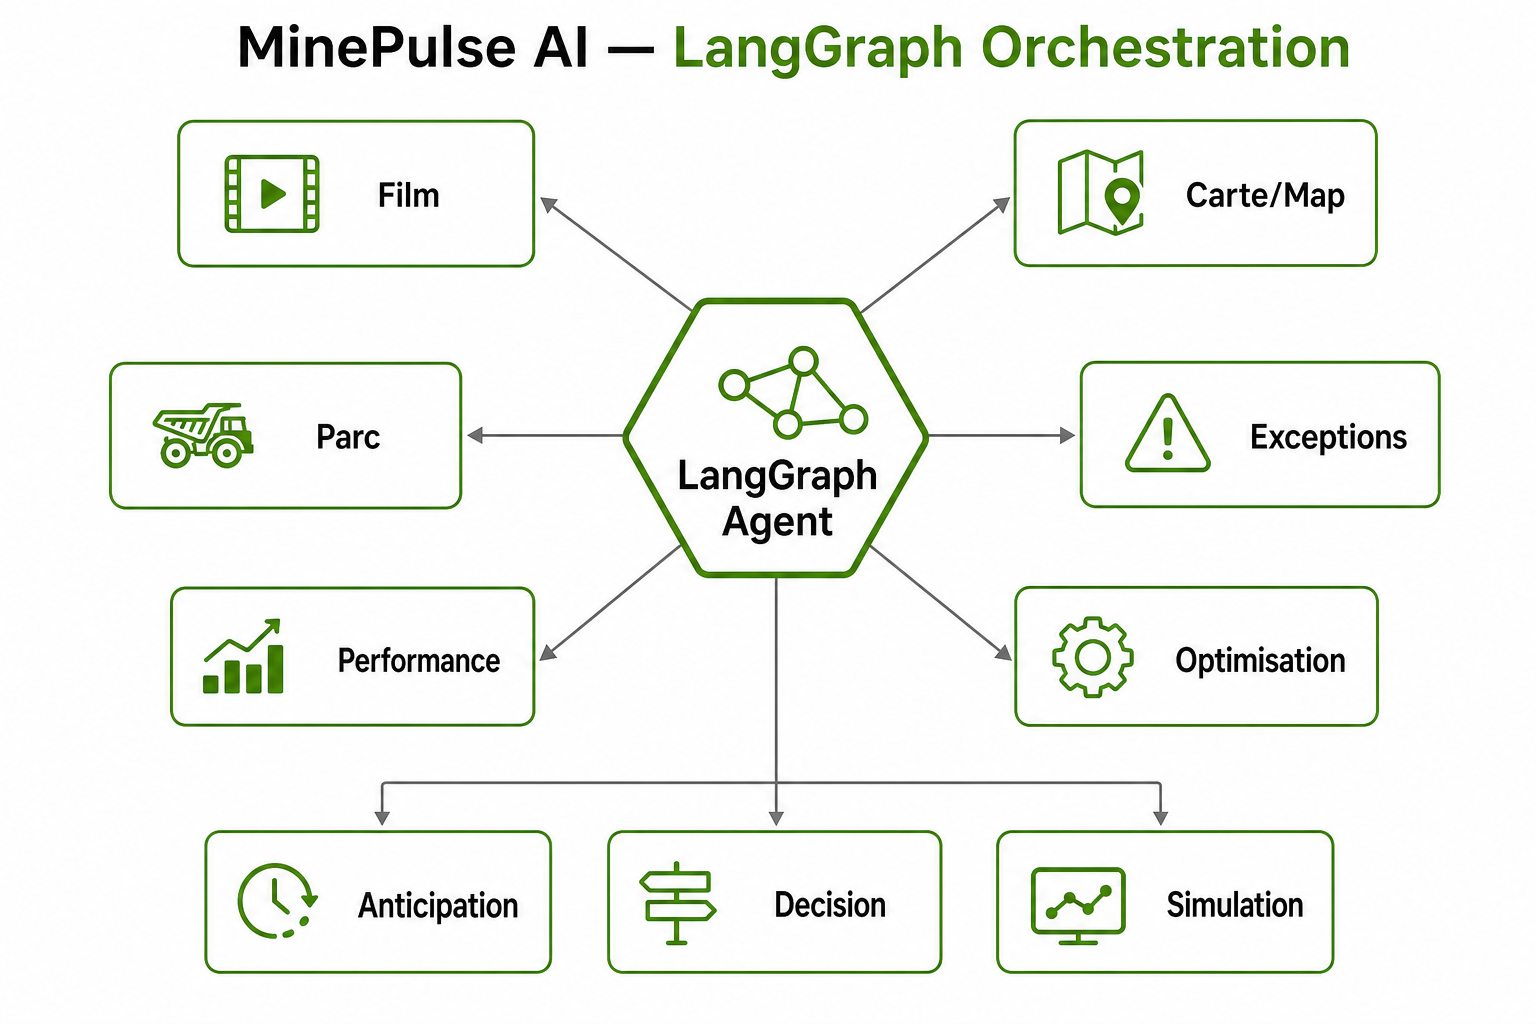 MinePulse AI — LangGraph Orchestration
Film
Carte/Map
Parc
LangGraph
Agent
Exceptions
Performance
Optimisation
Anticipation
Decision
Simulation